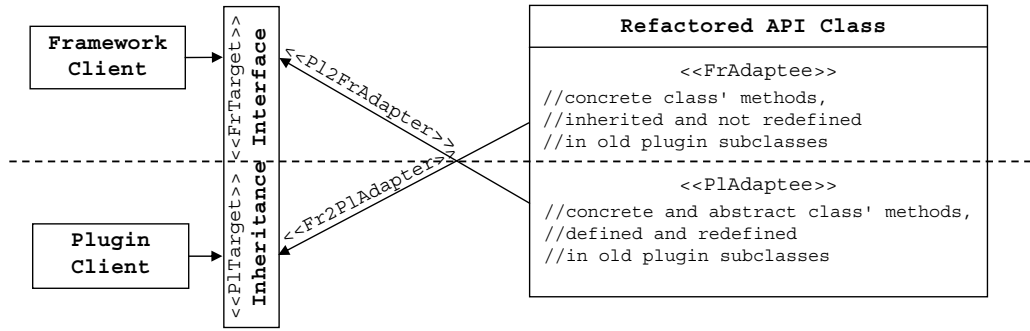 Framework
Client
Plugin
Client
<<PlTarget>> <<FrTarget>>
Inheritance Interface
<<Pl2FrAdapter>>
<<Fr2PlAdapter>>
Refactored API Class
<<FrAdaptee>>
//concrete class' methods,
//inherited and not redefined
//in old plugin subclasses
<<PlAdaptee>>
//concrete and abstract class' methods,
//defined and redefined
//in old plugin subclasses